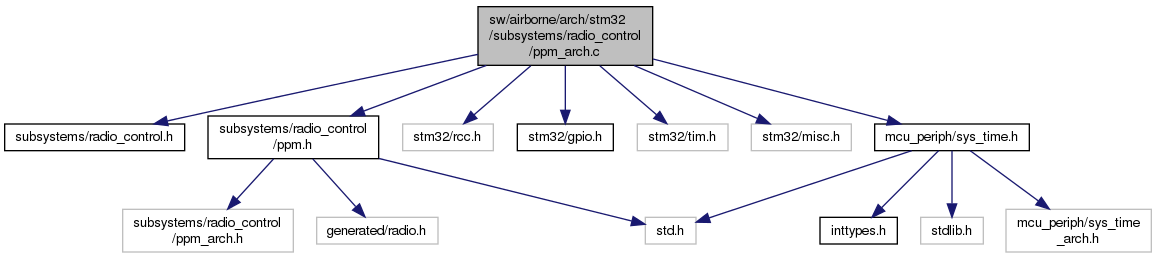 sw/airborne/arch/stm32
/subsystems/radio_control
/ppm_arch.c
subsystems/radio_control.h
subsystems/radio_control
/ppm.h
stm32/rcc.h
stm32/gpio.h
stm32/tim.h
stm32/misc.h
mcu_periph/sys_time.h
subsystems/radio_control
/ppm_arch.h
generated/radio.h
std.h
inttypes.h
stdlib.h
mcu_periph/sys_time
_arch.h